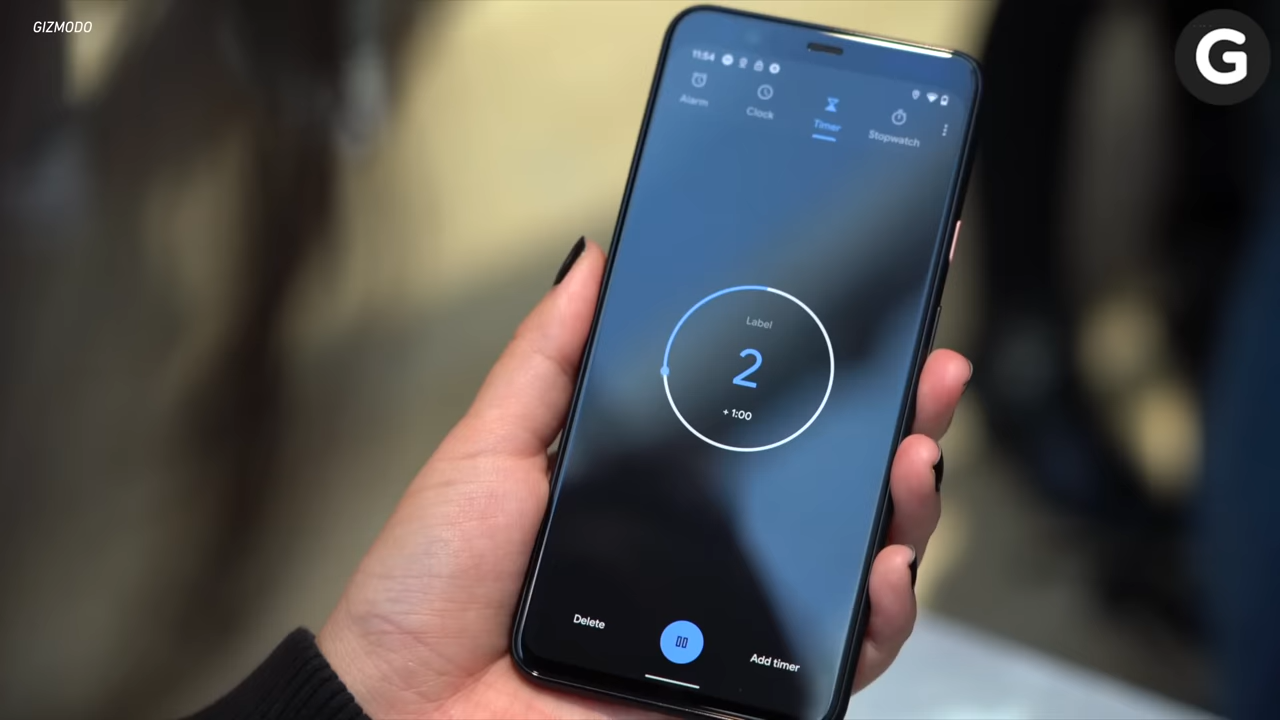 GIZMODO
G
11:54
Alarm
Clock
Timer
Stopwatch
Label
2
+ 1:00
Delete
Add timer